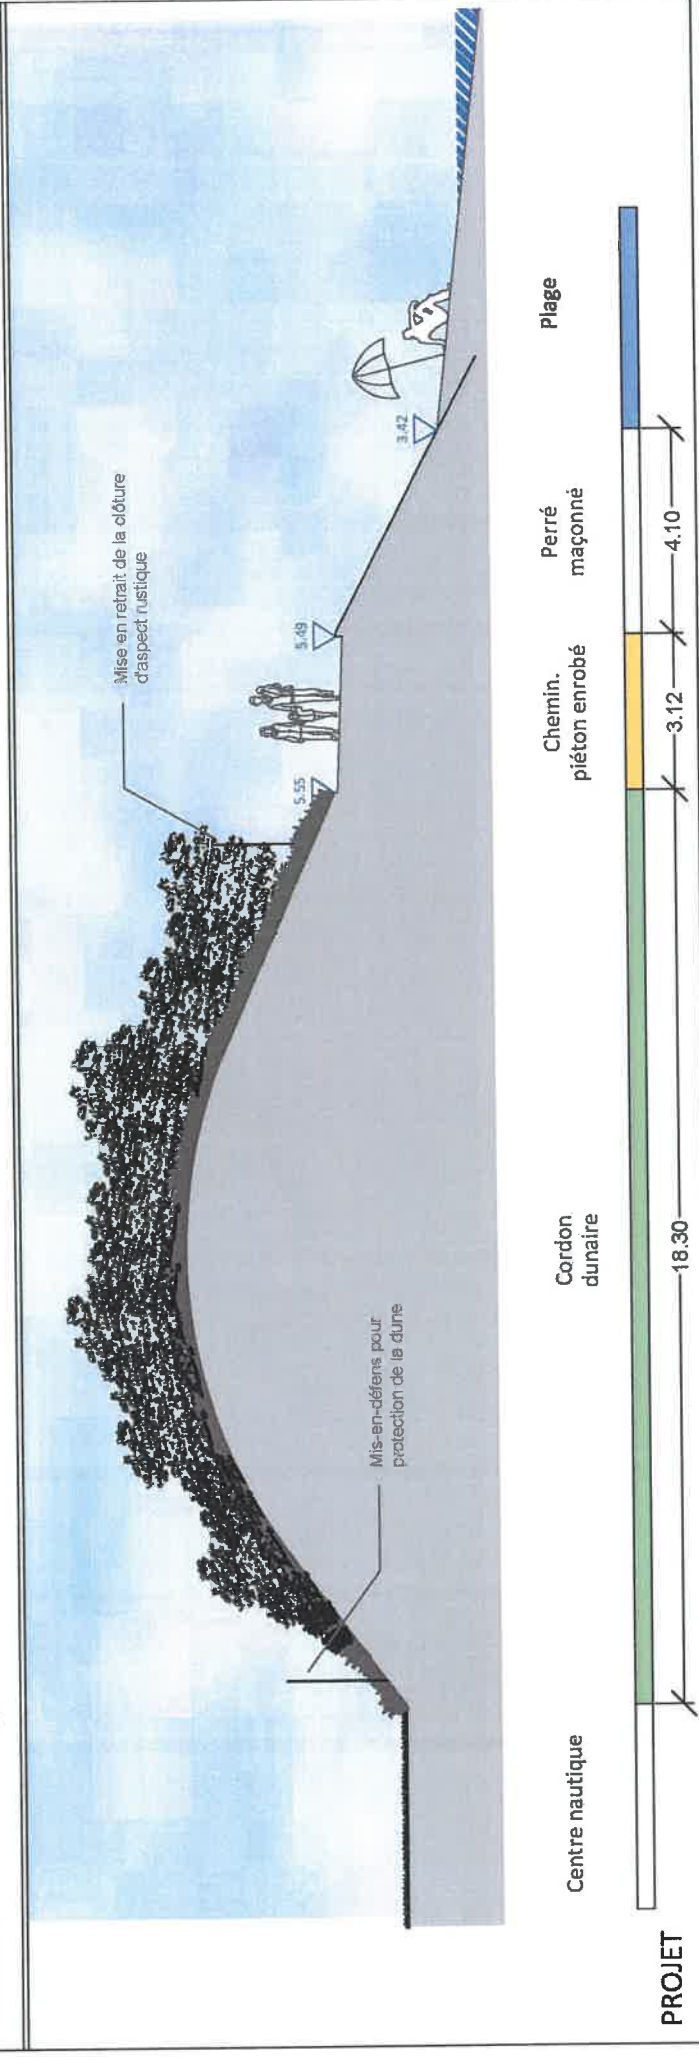 Mise en retrait de la clôture
d'aspect rustique
Mis-en-défens pour
protection de la dune
5.55
5.49
3.42
Centre nautique
Cordon
dunaire
Chemin.
piéton enrobé
Perré
maçonné
Plage
18.30
3.12
4.10
PROJET